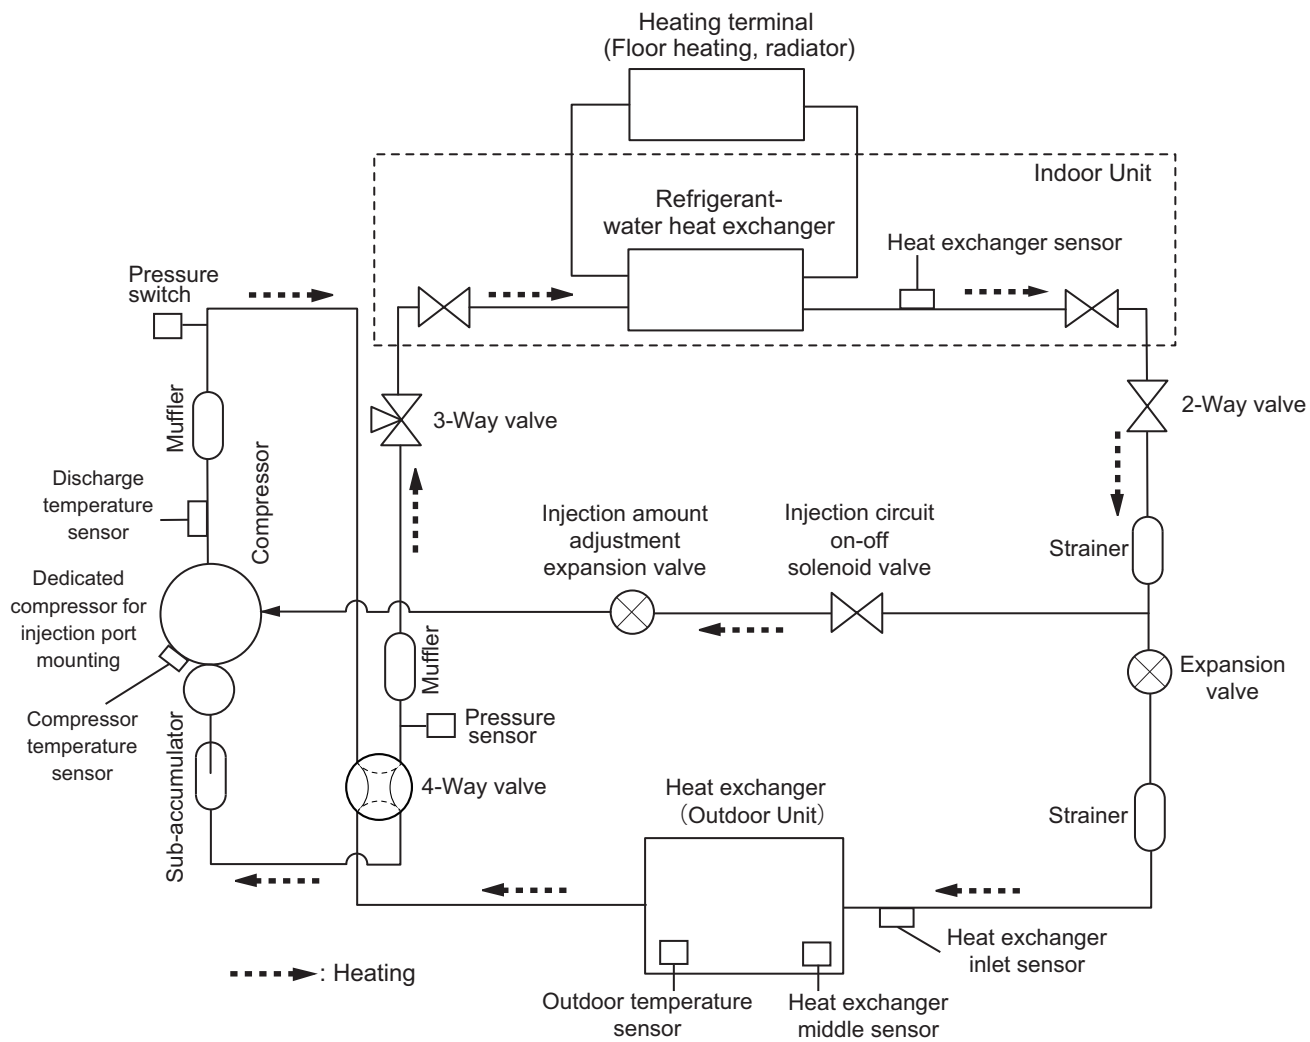 Heating terminal
(Floor heating, radiator)
Indoor Unit
Refrigerant-
water heat exchanger
Heat exchanger sensor
Pressure
switch
Muffler
3-Way valve
2-Way valve
Discharge
temperature
sensor
Compressor
Injection amount
adjustment
expansion valve
Injection circuit
on-off
solenoid valve
Strainer
Dedicated
compressor for
injection port
mounting
Muffler
Expansion
valve
Compressor
temperature
sensor
Sub-accumulator
Pressure
sensor
4-Way valve
Heat exchanger
(Outdoor Unit)
Strainer
Heat exchanger
inlet sensor
: Heating
Outdoor temperature
sensor
Heat exchanger
middle sensor